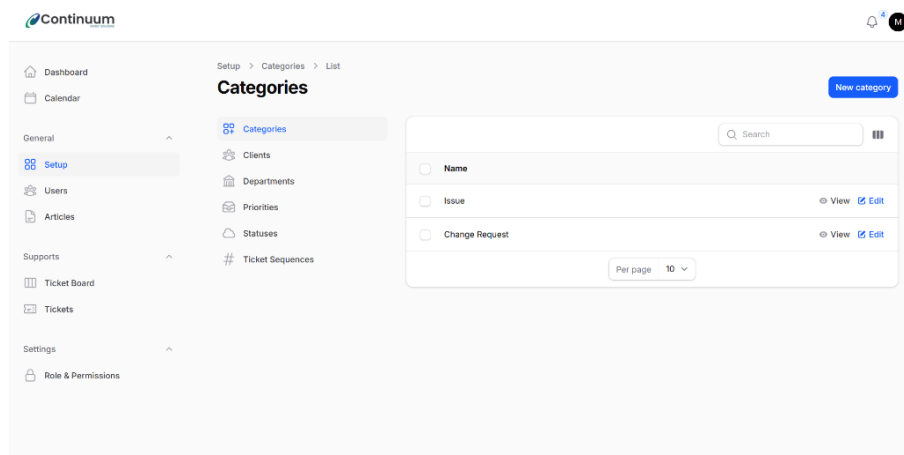 Continuum
4
M
Dashboard
Calendar
General
Setup
Users
Articles
Supports
Ticket Board
Tickets
Settings
Role & Permissions
Setup > Categories > List
Categories
New category
Categories
Clients
Departments
Priorities
Statuses
Ticket Sequences
Search
Name
Issue View Edit
Change Request View Edit
Per page 10